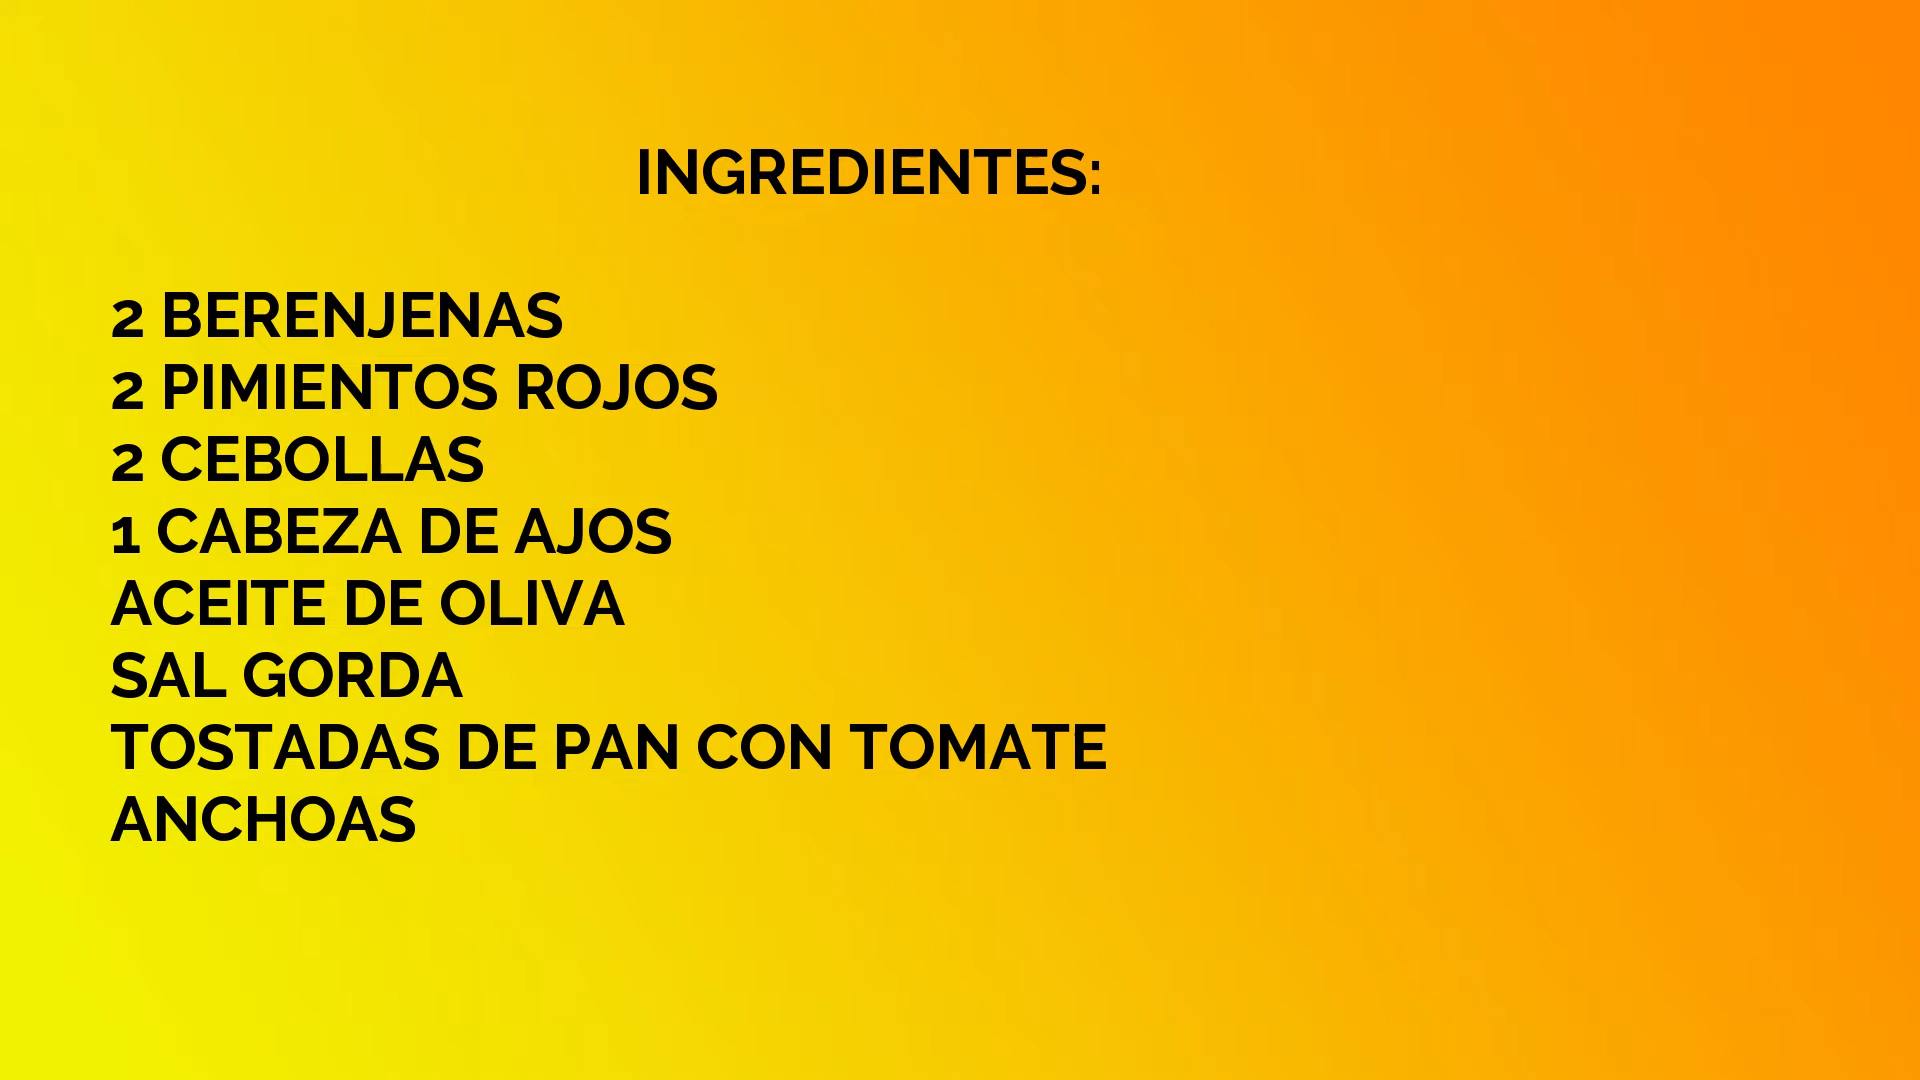 INGREDIENTES:
2 BERENJENAS
2 PIMIENTOS ROJOS
2 CEBOLLAS
1 CABEZA DE AJOS
ACEITE DE OLIVA
SAL GORDA
TOSTADAS DE PAN CON TOMATE
ANCHOAS